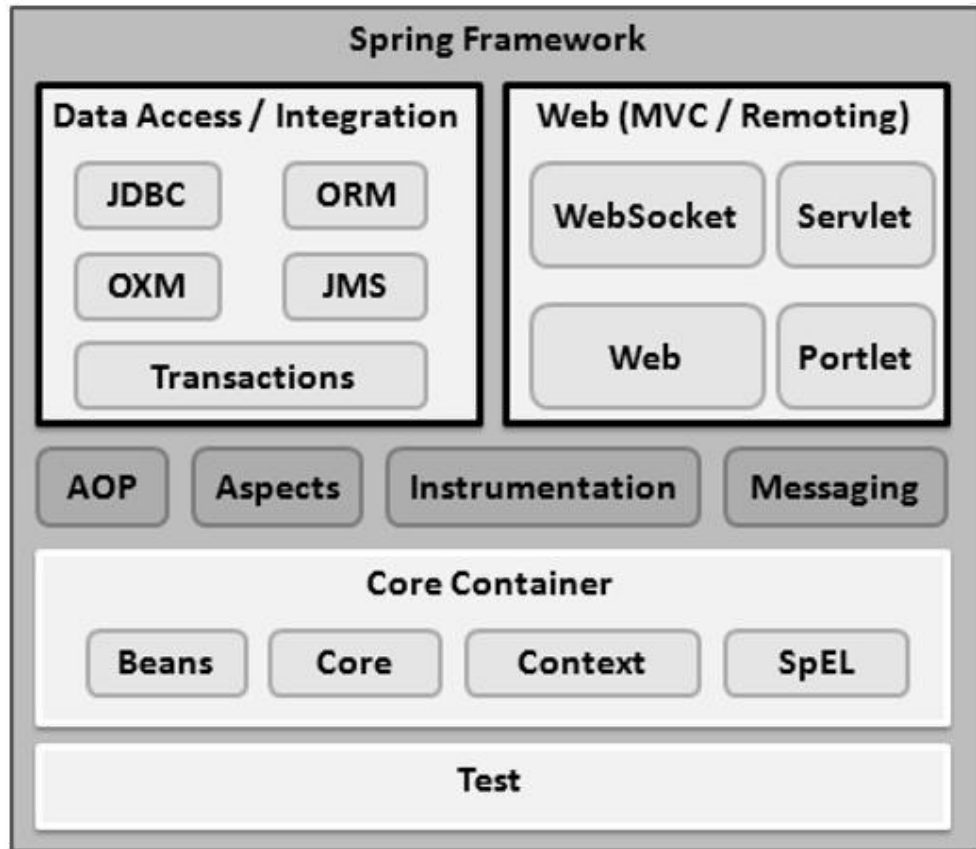 Spring Framework
Data Access / Integration
JDBC
ORM
OXM
JMS
Transactions
Web (MVC / Remoting)
WebSocket
Servlet
Web
Portlet
AOP
Aspects
Instrumentation
Messaging
Core Container
Beans
Core
Context
SpEL
Test